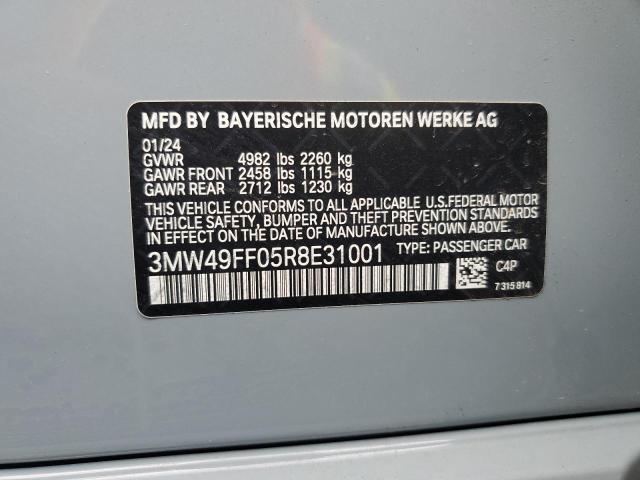 MFD BY BAYERISCHE MOTOREN WERKE AG
01/24
GVWR 4982 lbs 2260 kg
GAWR FRONT 2458 lbs 1115 kg
GAWR REAR 2712 lbs 1230 kg
THIS VEHICLE CONFORMS TO ALL APPLICABLE U.S.FEDERAL MOTOR
VEHICLE SAFETY, BUMPER AND THEFT PREVENTION STANDARDS
IN EFFECT ON THE DATE OF MANUFACTURE SHOWN ABOVE.
3MW49FF05R8E31001 TYPE: PASSENGER CAR
C4P
7 315 814